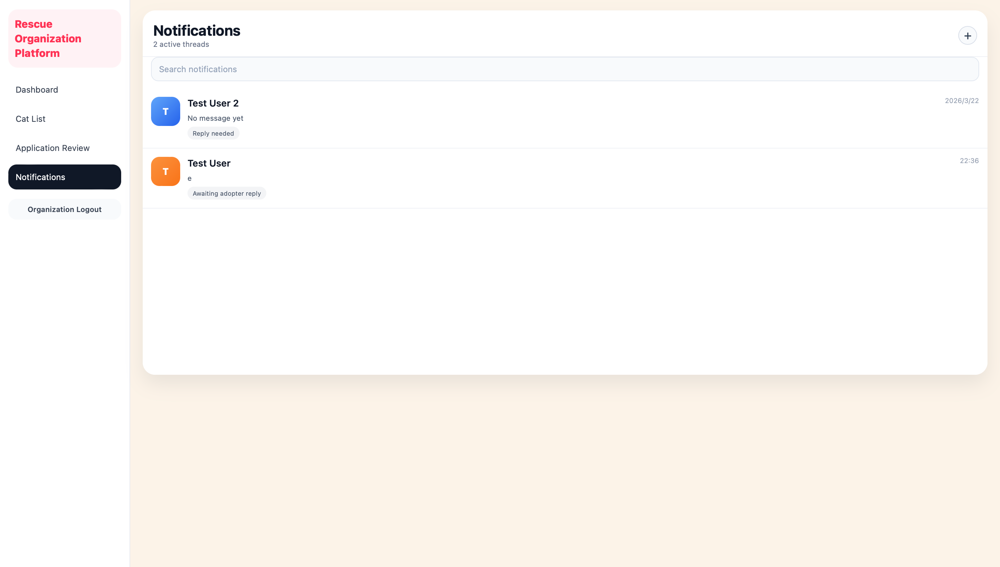 Rescue
Organization
Platform
Dashboard
Cat List
Application Review
Notifications
Organization Logout
Notifications
2 active threads
+
Search notifications
T
Test User 2
2026/3/22
No message yet
Reply needed
T
Test User
22:36
e
Awaiting adopter reply